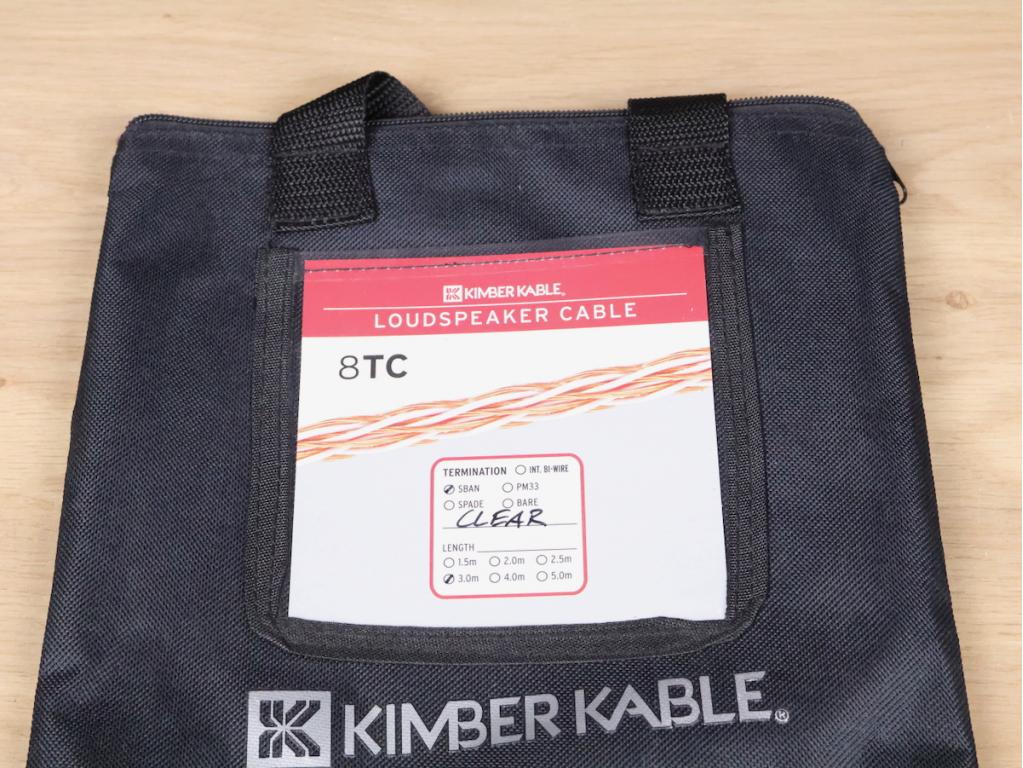 KIMBER KABLE®
LOUDSPEAKER CABLE
8TC
TERMINATION INT. BI-WIRE
SBAN PM33
SPADE BARE
CLEAR
LENGTH
1.5m 2.0m 2.5m
3.0m 4.0m 5.0m
KIMBER KABLE®